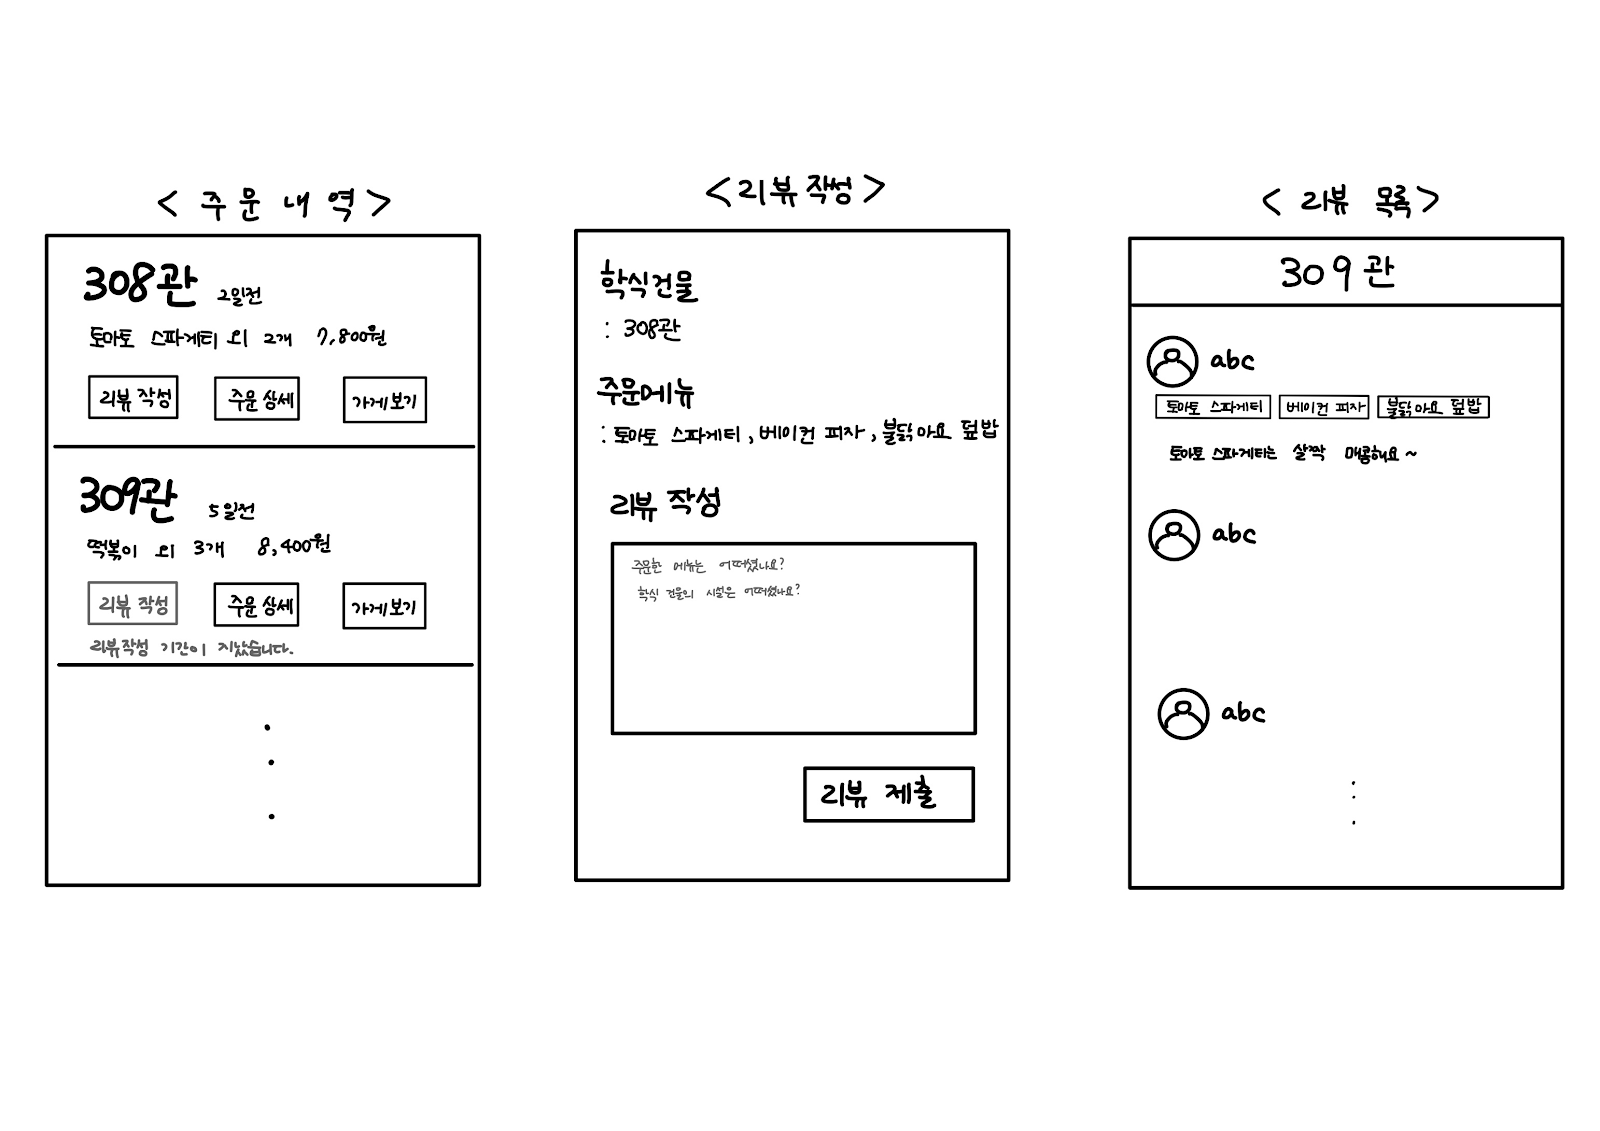 < 주문내역 >
308관 2일전
토마토 스파게티 외 2개 7,800원
리뷰 작성 주문 상세 가게보기
309관 5일전
떡볶이 외 3개 8,400원
리뷰 작성 주문 상세 가게보기
리뷰작성 기간이 지났습니다.
<리뷰작성>
학식건물
: 308관
주문메뉴
: 토마토 스파게티, 베이컨 피자, 불닭마요 덮밥
리뷰 작성
주문한 메뉴는 어떠셨나요?
학식 건물의 시설은 어떠셨나요?
리뷰 제출
< 리뷰 목록>
309관
abc
토마토 스파게티 베이컨 피자 불닭마요 덮밥
토마토 스파게티는 살짝 매콤해요~
abc
abc